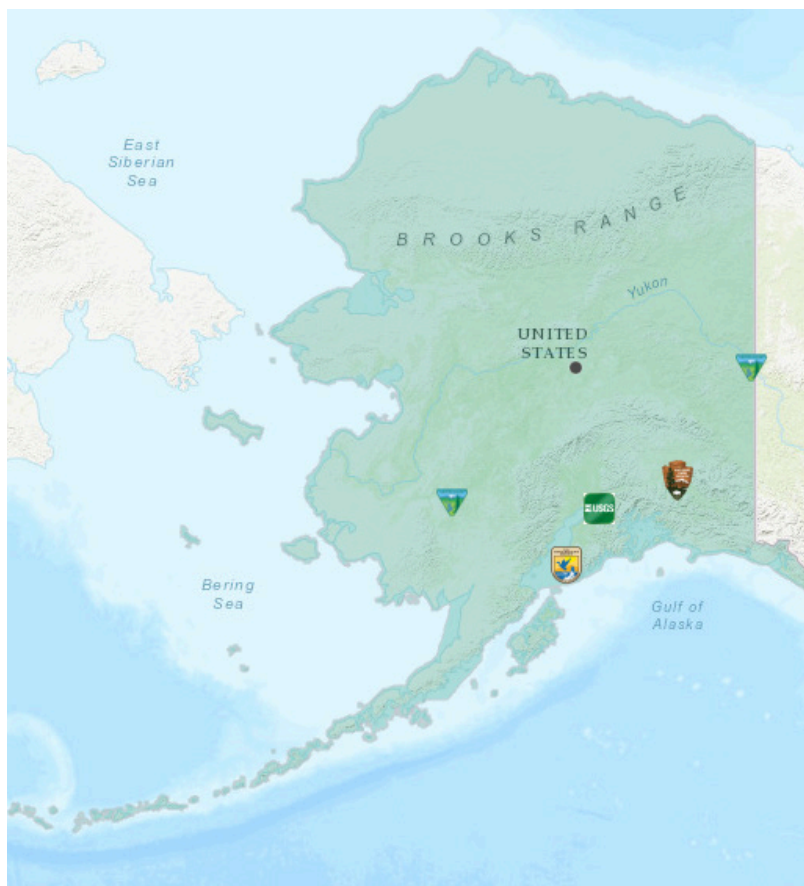 East
Siberian
Sea
BROOKS RANGE
Yukon
UNITED
STATES
USGS
Bering
Sea
Gulf of
Alaska